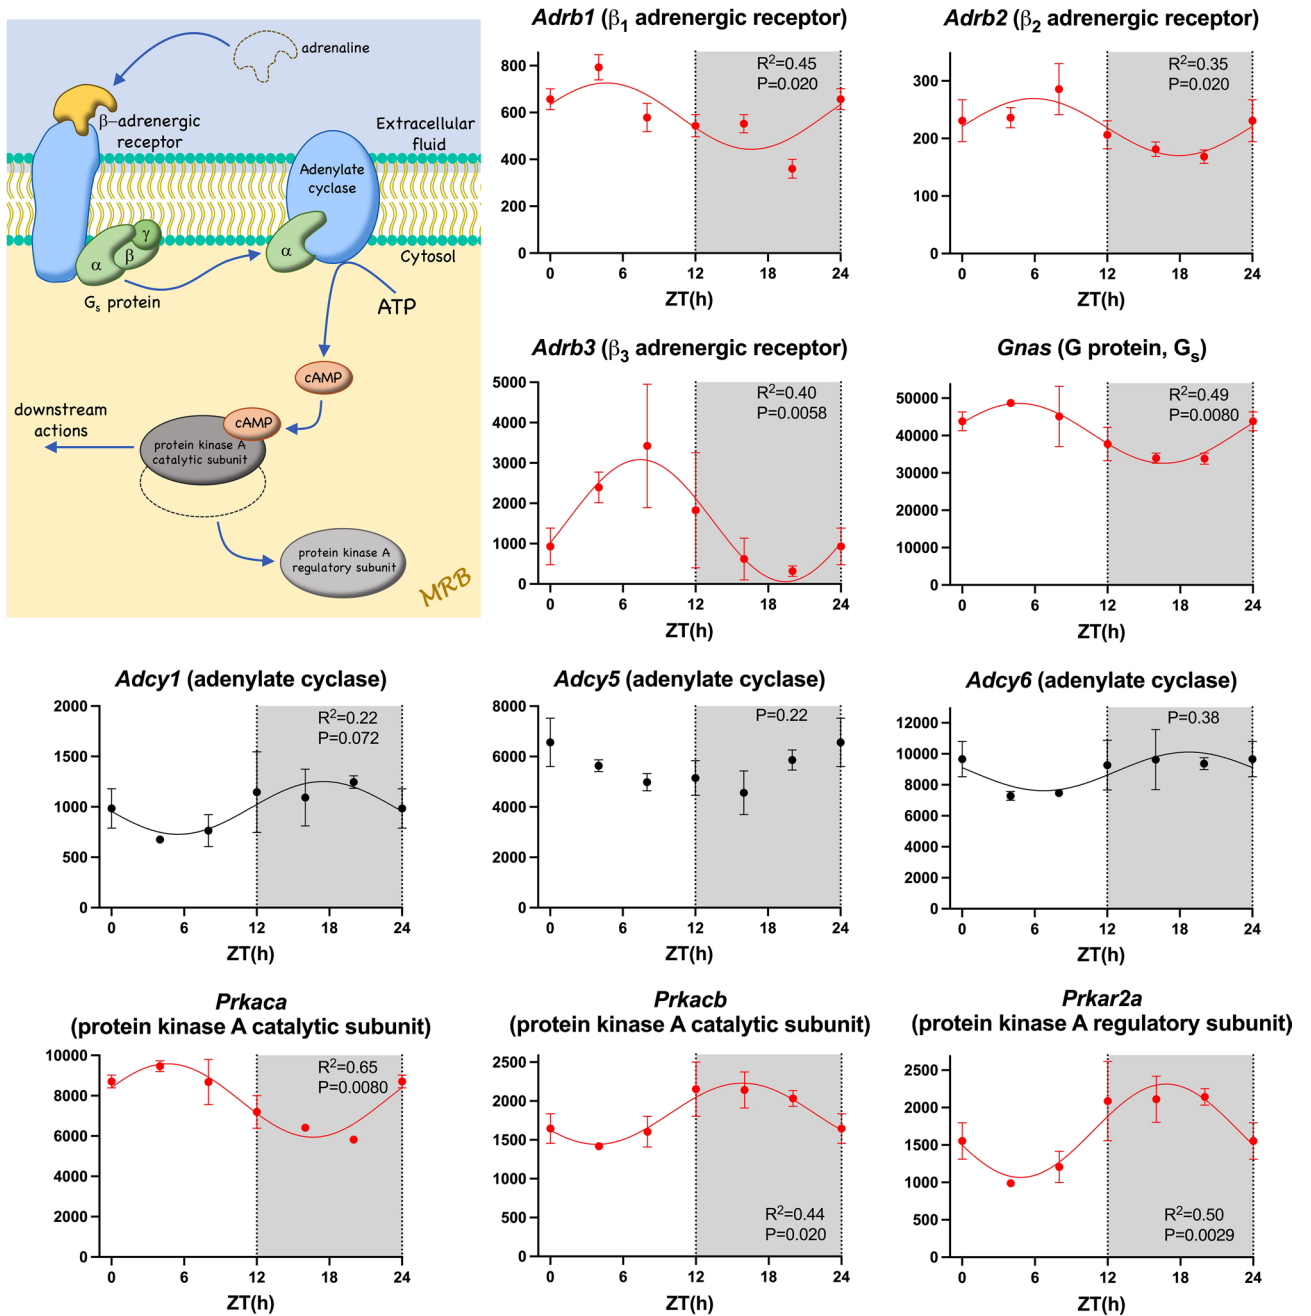 adrenaline
β–adrenergic
receptor
Extracellular
fluid
Adenylate
cyclase
α
β
γ
α
Cytosol
Gs protein
ATP
cAMP
cAMP
downstream
actions
protein kinase A
catalytic subunit
protein kinase A
regulatory subunit
MRB
Adrb1 (β1 adrenergic receptor)
R2=0.45
P=0.020
800
600
400
200
0
0 6 12 18 24
ZT(h)
Adrb2 (β2 adrenergic receptor)
R2=0.35
P=0.020
300
200
100
0
0 6 12 18 24
ZT(h)
Adrb3 (β3 adrenergic receptor)
R2=0.40
P=0.0058
5000
4000
3000
2000
1000
0
0 6 12 18 24
ZT(h)
Gnas (G protein, Gs)
R2=0.49
P=0.0080
50000
40000
30000
20000
10000
0
0 6 12 18 24
ZT(h)
Adcy1 (adenylate cyclase)
R2=0.22
P=0.072
2000
1500
1000
500
0
0 6 12 18 24
ZT(h)
Adcy5 (adenylate cyclase)
P=0.22
8000
6000
4000
2000
0
0 6 12 18 24
ZT(h)
Adcy6 (adenylate cyclase)
P=0.38
12000
10000
8000
6000
4000
2000
0
0 6 12 18 24
ZT(h)
Prkaca
(protein kinase A catalytic subunit)
R2=0.65
P=0.0080
10000
8000
6000
4000
2000
0
0 6 12 18 24
ZT(h)
Prkacb
(protein kinase A catalytic subunit)
2500
2000
1500
1000
500
0
R2=0.44
P=0.020
0 6 12 18 24
ZT(h)
Prkar2a
(protein kinase A regulatory subunit)
2500
2000
1500
1000
500
0
R2=0.50
P=0.0029
0 6 12 18 24
ZT(h)